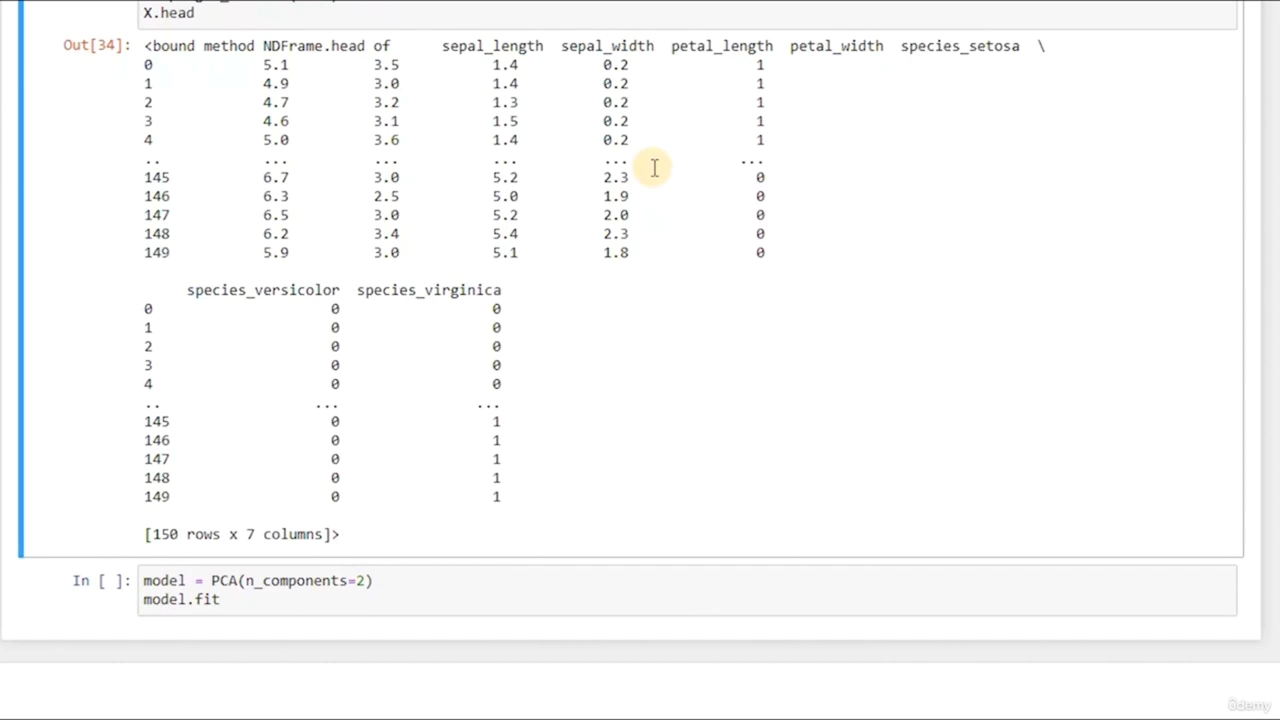 X.head
Out[34]: <bound method NDFrame.head of      sepal_length  sepal_width  petal_length  petal_width  species_setosa  \
0             5.1          3.5           1.4          0.2               1
1             4.9          3.0           1.4          0.2               1
2             4.7          3.2           1.3          0.2               1
3             4.6          3.1           1.5          0.2               1
4             5.0          3.6           1.4          0.2               1
..            ...          ...           ...          ...             ...
145           6.7          3.0           5.2          2.3               0
146           6.3          2.5           5.0          1.9               0
147           6.5          3.0           5.2          2.0               0
148           6.2          3.4           5.4          2.3               0
149           5.9          3.0           5.1          1.8               0
species_versicolor  species_virginica
0                      0                  0
1                      0                  0
2                      0                  0
3                      0                  0
4                      0                  0
..                   ...                ...
145                    0                  1
146                    0                  1
147                    0                  1
148                    0                  1
149                    0                  1
[150 rows x 7 columns]>
In [ ]: model = PCA(n_components=2)
model.fit
ûdemy